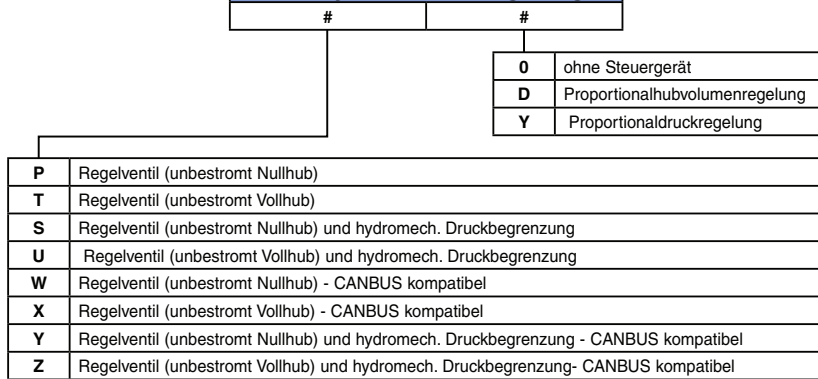 # #
0 ohne Steuergerät
D Proportionalhubvolumenregelung
Y Proportionaldruckregelung
P Regelventil (unbestromt Nullhub)
T Regelventil (unbestromt Vollhub)
S Regelventil (unbestromt Nullhub) und hydromech. Druckbegrenzung
U Regelventil (unbestromt Vollhub) und hydromech. Druckbegrenzung
W Regelventil (unbestromt Nullhub) - CANBUS kompatibel
X Regelventil (unbestromt Vollhub) - CANBUS kompatibel
Y Regelventil (unbestromt Nullhub) und hydromech. Druckbegrenzung - CANBUS kompatibel
Z Regelventil (unbestromt Vollhub) und hydromech. Druckbegrenzung- CANBUS kompatibel